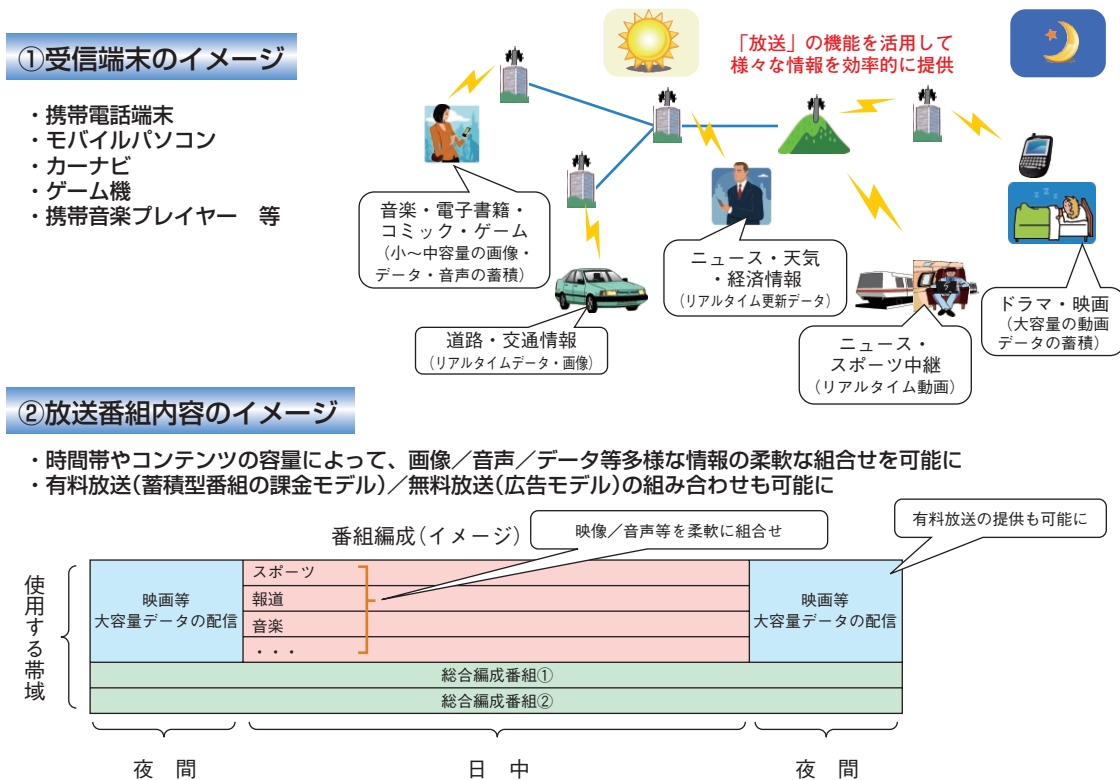 ①受信端末のイメージ
・携帯電話端末
・モバイルパソコン
・カーナビ
・ゲーム機
・携帯音楽プレイヤー　等
「放送」の機能を活用して
様々な情報を効率的に提供
音楽・電子書籍・
コミック・ゲーム
(小～中容量の画像・
データ・音声の蓄積)
道路・交通情報
(リアルタイムデータ・画像)
ニュース・天気
・経済情報
(リアルタイム更新データ)
ニュース・
スポーツ中継
(リアルタイム動画)
ドラマ・映画
(大容量の動画
データの蓄積)
②放送番組内容のイメージ
・時間帯やコンテンツの容量によって、画像／音声／データ等多様な情報の柔軟な組合せを可能に
・有料放送(蓄積型番組の課金モデル)／無料放送(広告モデル)の組み合わせも可能に
番組編成(イメージ)
映像／音声等を柔軟に組合せ
有料放送の提供も可能に
使用する帯域
映画等
大容量データの配信
スポーツ
報道
音楽
・・・
映画等
大容量データの配信
総合編成番組①
総合編成番組②
夜　間
日　中
夜　間